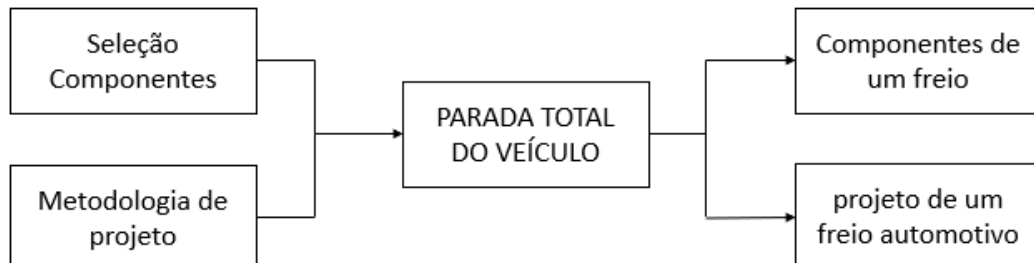 Seleção
Componentes
Metodologia de
projeto
PARADA TOTAL
DO VEÍCULO
Componentes de
um freio
projeto de um
freio automotivo